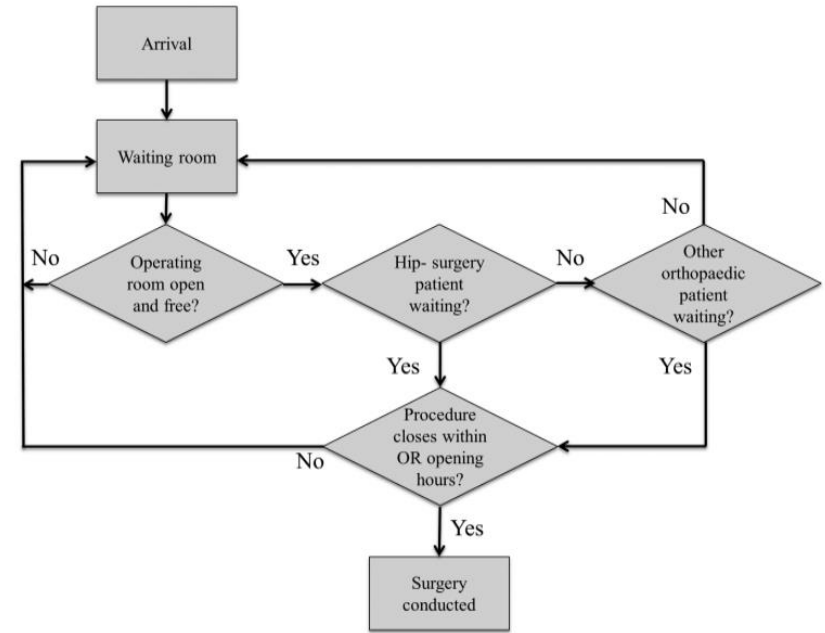 Arrival
Waiting room
No
Operating
room open
and free?
Yes
Hip- surgery
patient
waiting?
No
Other
orthopaedic
patient
waiting?
No
Yes
Yes
Procedure
closes within
OR opening
hours?
No
Yes
Surgery
conducted